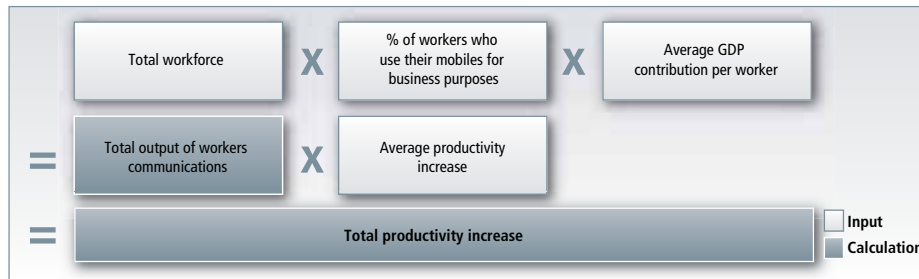 Total workforce
X
% of workers who
use their mobiles for
business purposes
X
Average GDP
contribution per worker
=
Total output of workers
communications
X
Average productivity
increase
=
Total productivity increase
Input
Calculation